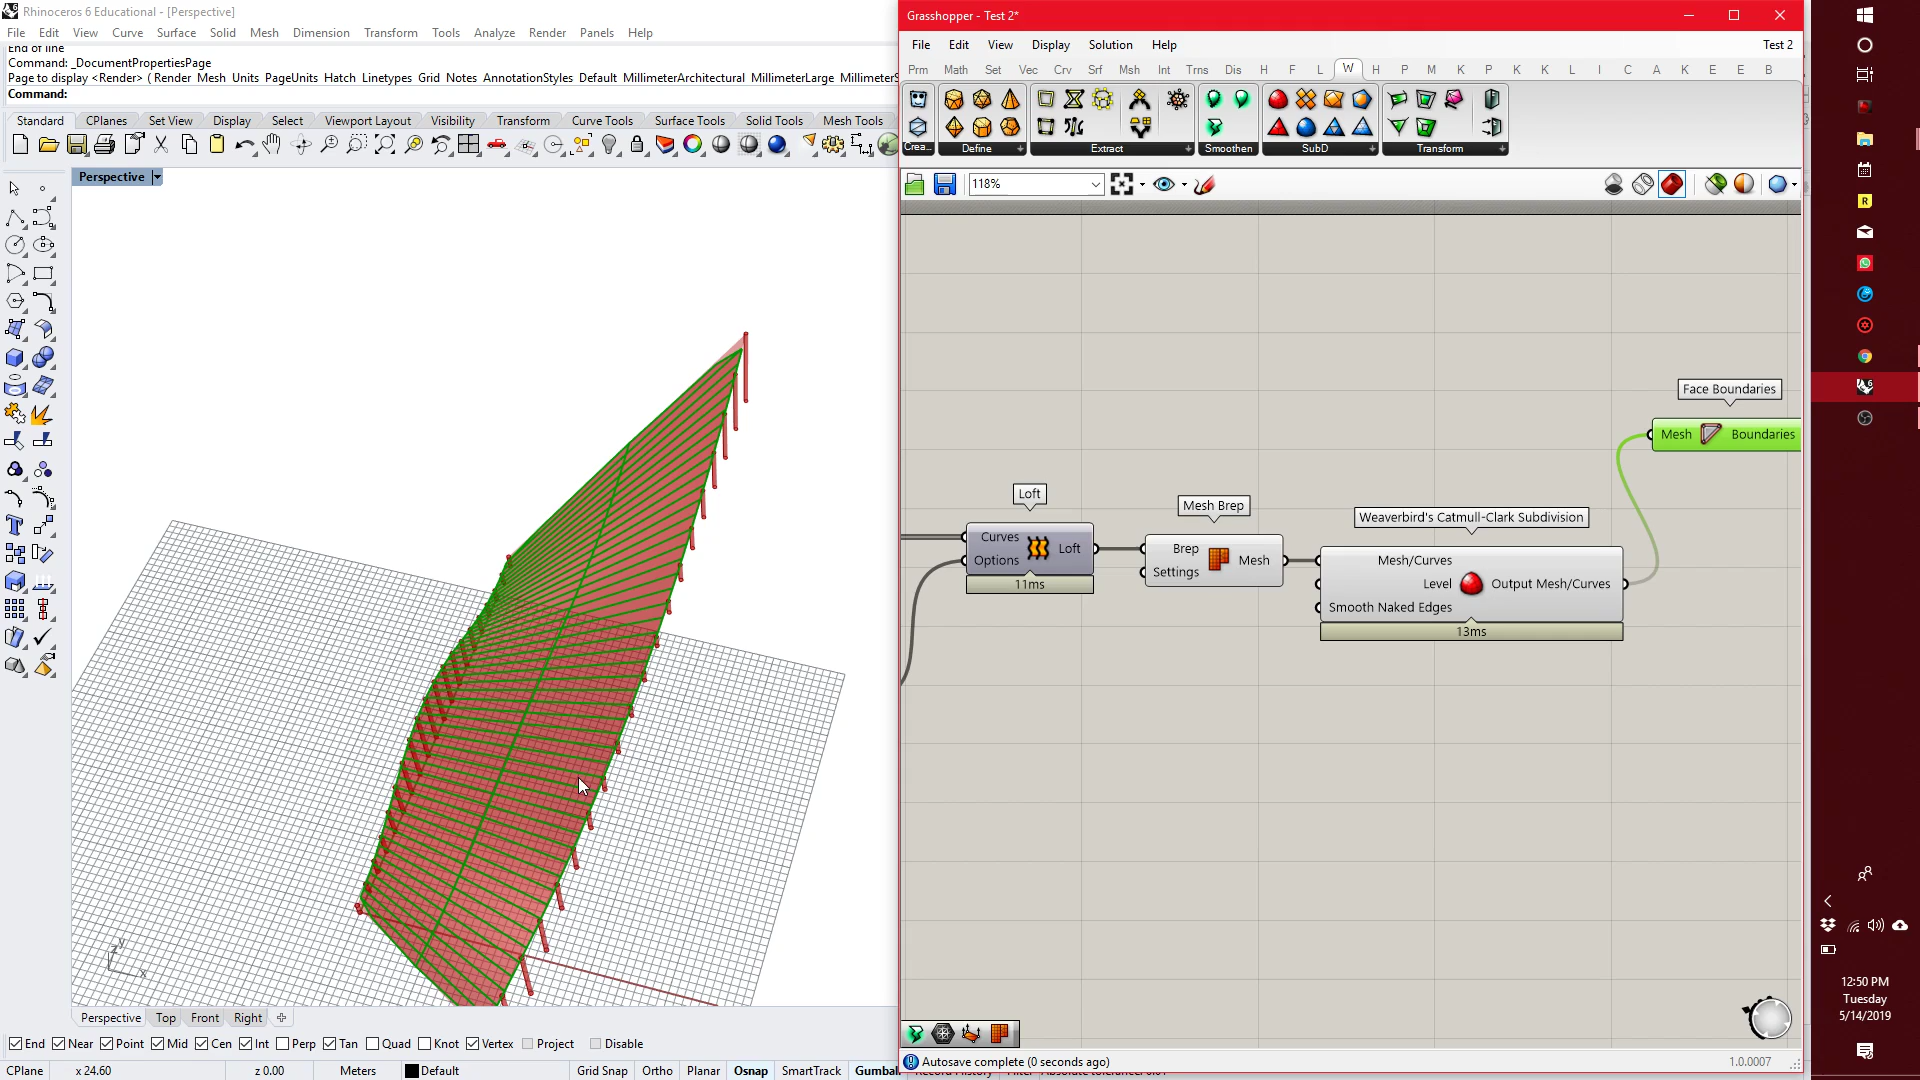 Rhinoceros 6 Educational - [Perspective]
File Edit View Curve Surface Solid Mesh Dimension Transform Tools Analyze Render Panels Help
End of line
Command: _DocumentPropertiesPage
Page to display <Render> ( Render Mesh Units PageUnits Hatch Linetypes Grid Notes AnnotationStyles Default MillimeterArchitectural MillimeterLarge
Command:
Standard CPlanes Set View Display Select Viewport Layout Visibility Transform Curve Tools Surface Tools Solid Tools Mesh Tools
Perspective
z y x
Perspective Top Front Right
End Near Point Mid Cen Int Perp Tan Quad Knot Vertex Project Disable
CPlane x 24.60 z 0.00 Meters Default Grid Snap Ortho Planar Osnap SmartTrack Gumbal
Grasshopper - Test 2*
File Edit View Display Solution Help Test 2
Prm Math Set Vec Crv Srf Msh Int Trns Dis H F L W H P M K P K K L I C A K E E B
Crea... Define Extract Smoothen SubD Transform
118%
Face Boundaries
Mesh Boundaries
Loft
Curves
Options
Loft
11ms
Mesh Brep
Brep
Settings
Mesh
Weaverbird's Catmull-Clark Subdivision
Mesh/Curves
Level
Smooth Naked Edges
Output Mesh/Curves
13ms
Autosave complete (0 seconds ago)
1.0.0007
12:50 PM
Tuesday
5/14/2019